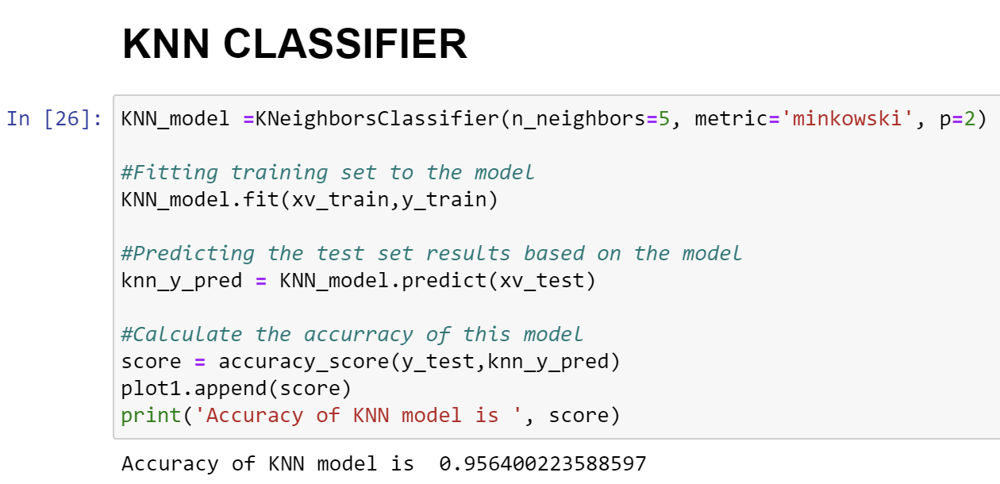 KNN CLASSIFIER
In [26]: KNN_model =KNeighborsClassifier(n_neighbors=5, metric='minkowski', p=2)
#Fitting training set to the model
KNN_model.fit(xv_train,y_train)
#Predicting the test set results based on the model
knn_y_pred = KNN_model.predict(xv_test)
#Calculate the accurracy of this model
score = accuracy_score(y_test,knn_y_pred)
plot1.append(score)
print('Accuracy of KNN model is ', score)
Accuracy of KNN model is  0.956400223588597